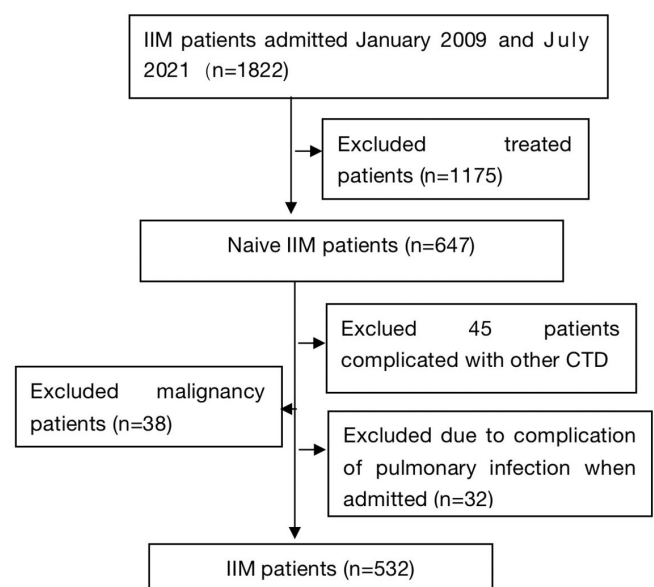 IIM patients admitted January 2009 and July
2021 (n=1822)
Excluded treated
patients (n=1175)
Naive IIM patients (n=647)
Exclued 45 patients
complicated with other CTD
Excluded malignancy
patients (n=38)
Excluded due to complication
of pulmonary infection when
admitted (n=32)
IIM patients (n=532)